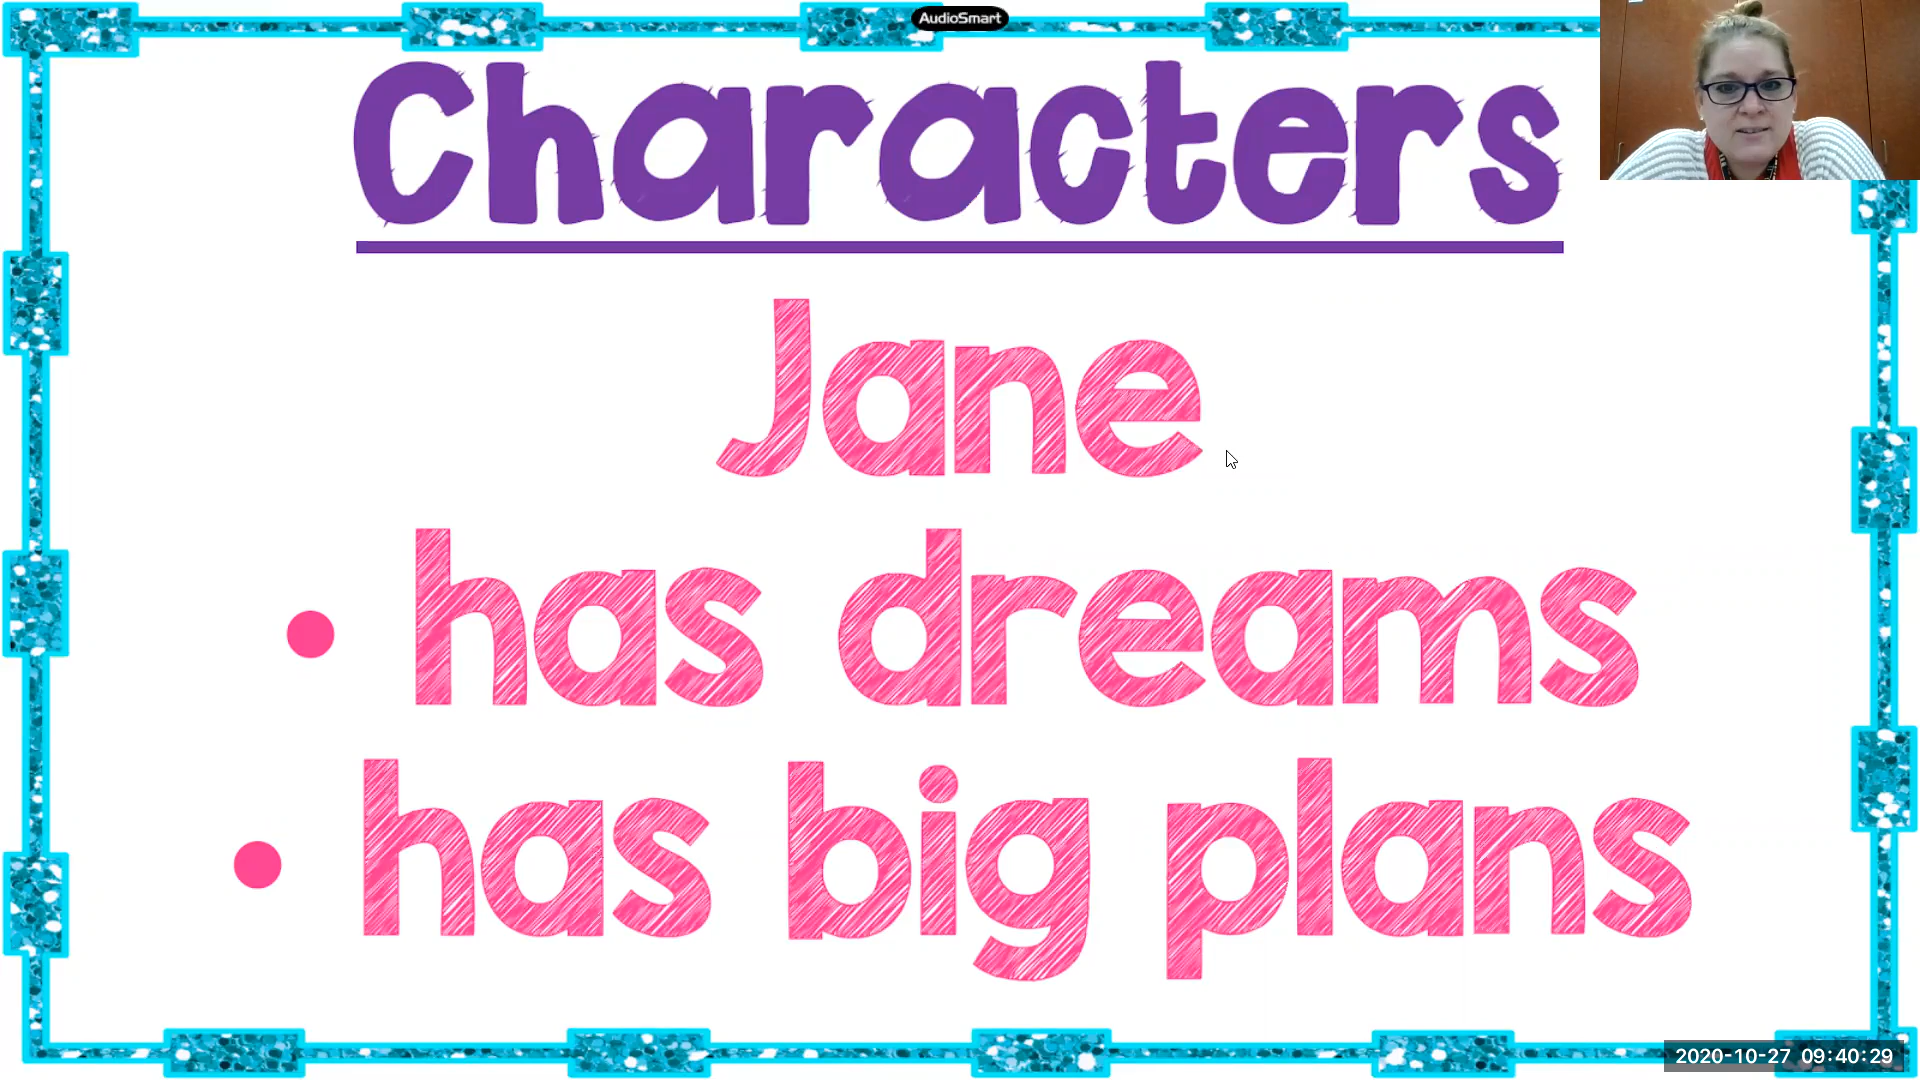 AudioSmart
Characters
Jane
• has dreams
• has big plans
2020-10-27 09:40:29